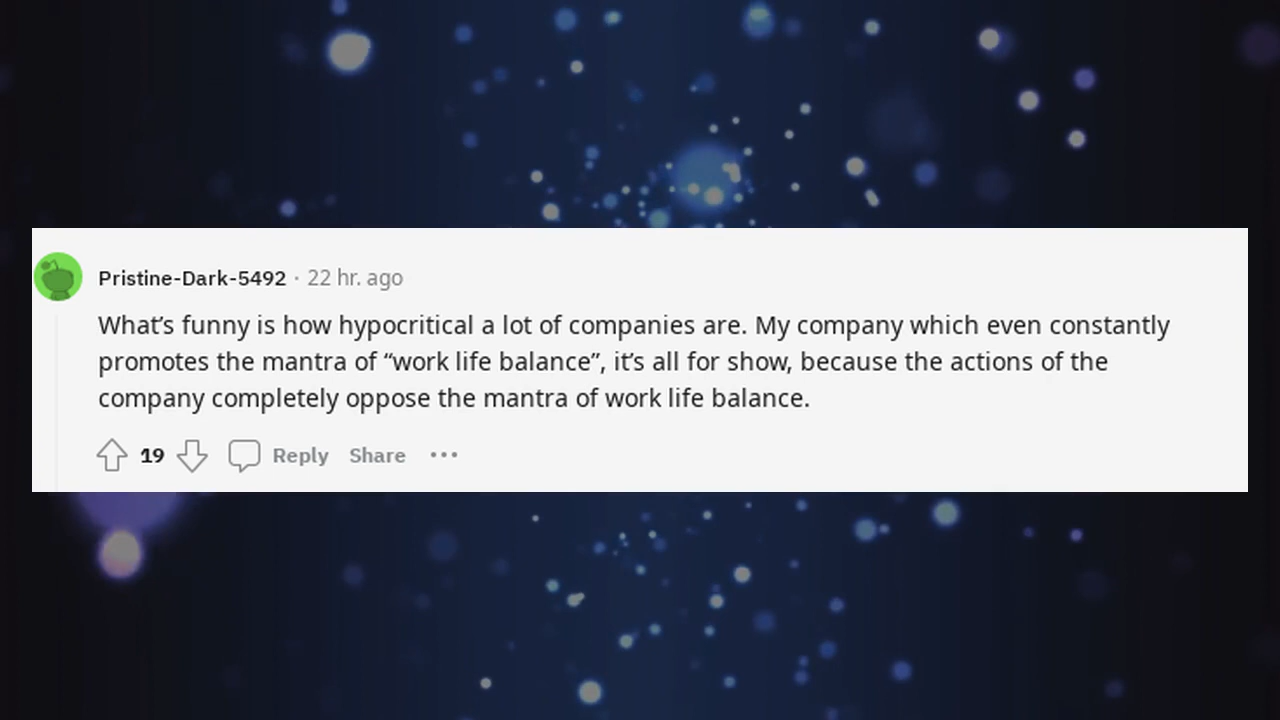 Pristine-Dark-5492 · 22 hr. ago
What’s funny is how hypocritical a lot of companies are. My company which even constantly
promotes the mantra of “work life balance”, it’s all for show, because the actions of the
company completely oppose the mantra of work life balance.
19 Reply Share ···